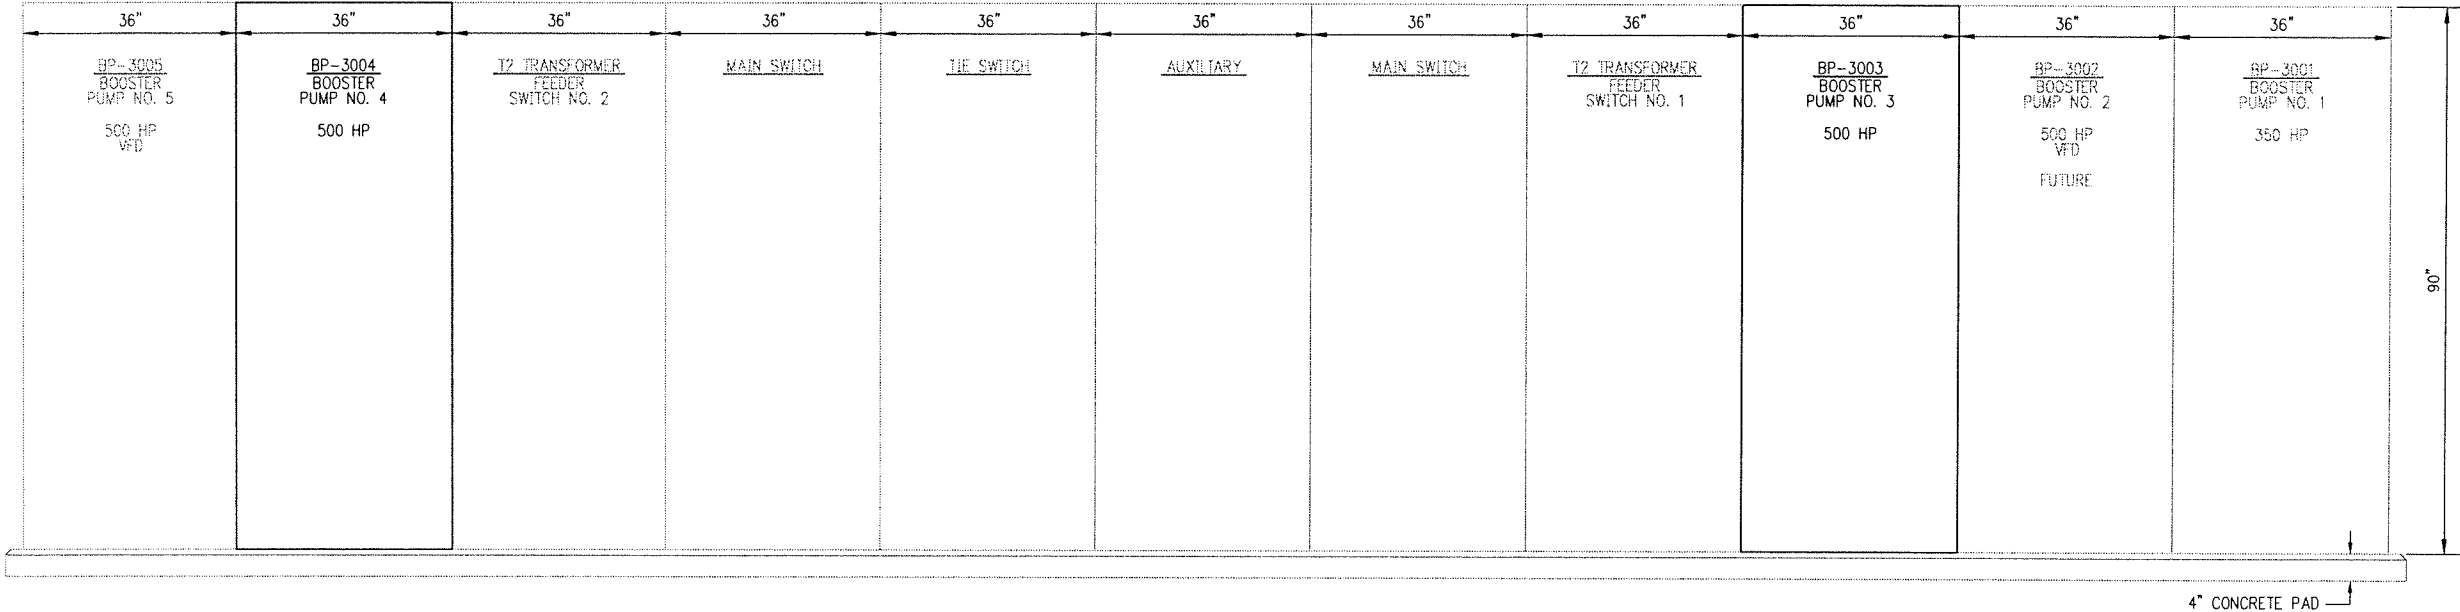 36"
36"
36"
36"
36"
36"
36"
36"
36"
36"
36"
BP-3005
BOOSTER
PUMP NO. 5
500 HP
VFD
BP-3004
BOOSTER
PUMP NO. 4
500 HP
T2 TRANSFORMER
FEEDER
SWITCH NO. 2
MAIN SWITCH
TIE SWITCH
AUXILIARY
MAIN SWITCH
T2 TRANSFORMER
FEEDER
SWITCH NO. 1
BP-3003
BOOSTER
PUMP NO. 3
500 HP
BP-3002
BOOSTER
PUMP NO. 2
500 HP
VFD
FUTURE
BP-3001
BOOSTER
PUMP NO. 1
350 HP
90"
4" CONCRETE PAD